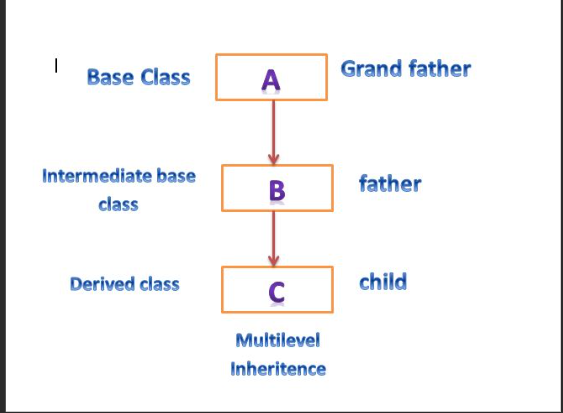 Base Class
A
Grand father
Intermediate base
class
B
father
Derived class
C
child
Multilevel
Inheritence